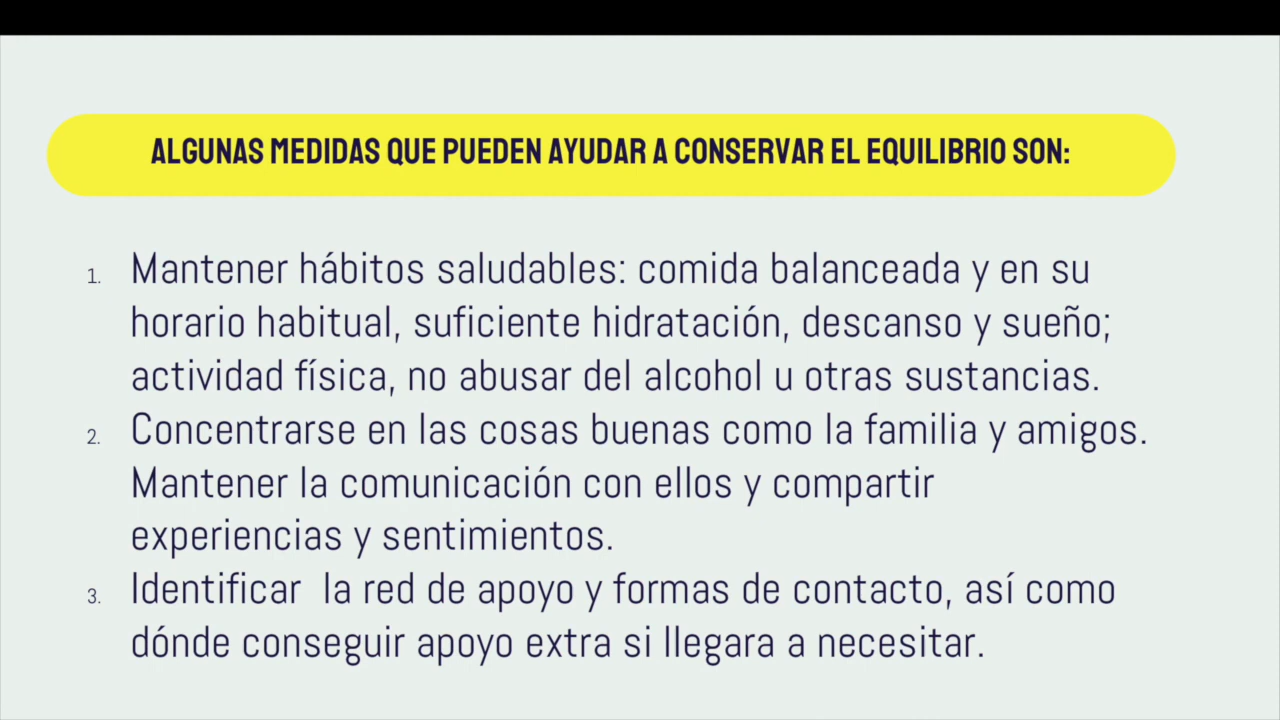 ALGUNAS MEDIDAS QUE PUEDEN AYUDAR A CONSERVAR EL EQUILIBRIO SON:
1. Mantener hábitos saludables: comida balanceada y en su
horario habitual, suficiente hidratación, descanso y sueño;
actividad física, no abusar del alcohol u otras sustancias.
2. Concentrarse en las cosas buenas como la familia y amigos.
Mantener la comunicación con ellos y compartir
experiencias y sentimientos.
3. Identificar  la red de apoyo y formas de contacto, así como
dónde conseguir apoyo extra si llegara a necesitar.